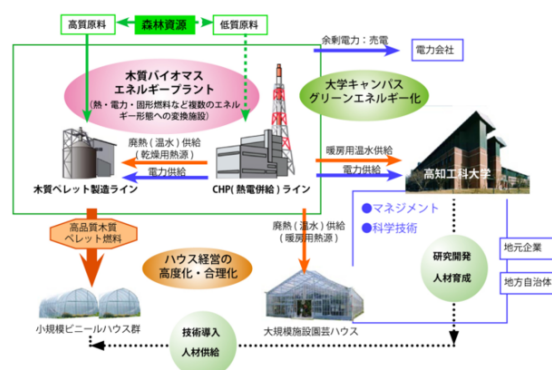 高質原料
森林資源
低質原料
余剰電力：売電
電力会社
木質バイオマス
エネルギープラント
(熱・電力・固形燃料など複数のエネル
ギー形態への変換施設)
大学キャンパス
グリーンエネルギー化
廃熱(温水)供給
(乾燥用熱源)
電力供給
暖房用温水供給
電力供給
高知工科大学
木質ペレット製造ライン
CHP(熱電併給)ライン
●マネジメント
●科学技術
高品質木質
ペレット燃料
廃熱(温水)供給
(暖房用熱源)
地元企業
研究開発
人材育成
ハウス経営の
高度化・合理化
地方自治体
小規模ビニールハウス群
大規模施設園芸ハウス
技術導入
人材供給